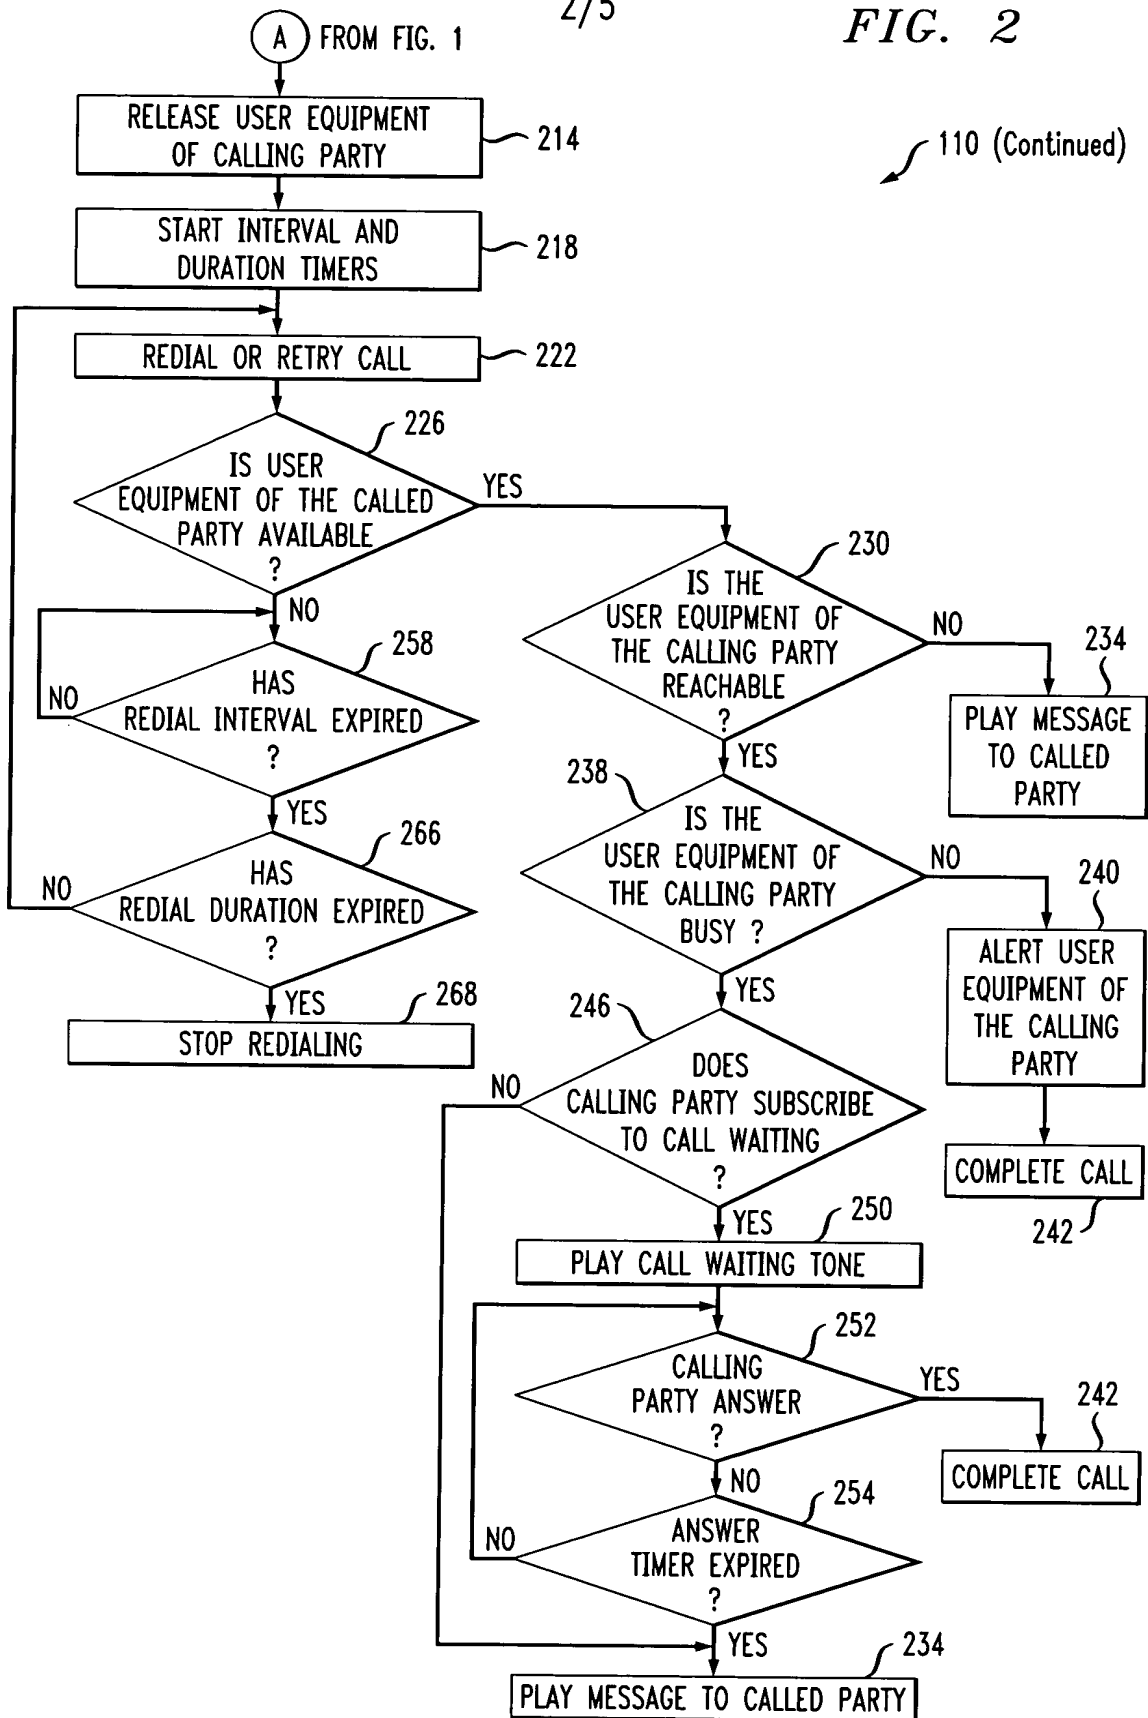 2/5
FIG. 2
A FROM FIG. 1
110 (Continued)
RELEASE USER EQUIPMENT
OF CALLING PARTY
214
START INTERVAL AND
DURATION TIMERS
218
REDIAL OR RETRY CALL
222
226
IS USER
EQUIPMENT OF THE CALLED
PARTY AVAILABLE
?
YES
NO
258
HAS
REDIAL INTERVAL EXPIRED
?
NO
YES
266
HAS
REDIAL DURATION EXPIRED
?
NO
YES
268
STOP REDIALING
230
IS THE
USER EQUIPMENT OF
THE CALLING PARTY
REACHABLE
?
NO
234
PLAY MESSAGE
TO CALLED
PARTY
YES
238
IS THE
USER EQUIPMENT OF
THE CALLING PARTY
BUSY ?
NO
240
ALERT USER
EQUIPMENT OF
THE CALLING
PARTY
COMPLETE CALL
242
YES
246
DOES
CALLING PARTY SUBSCRIBE
TO CALL WAITING
?
NO
YES
250
PLAY CALL WAITING TONE
252
CALLING
PARTY ANSWER
?
YES
242
COMPLETE CALL
NO
254
ANSWER
TIMER EXPIRED
?
NO
YES
234
PLAY MESSAGE TO CALLED PARTY